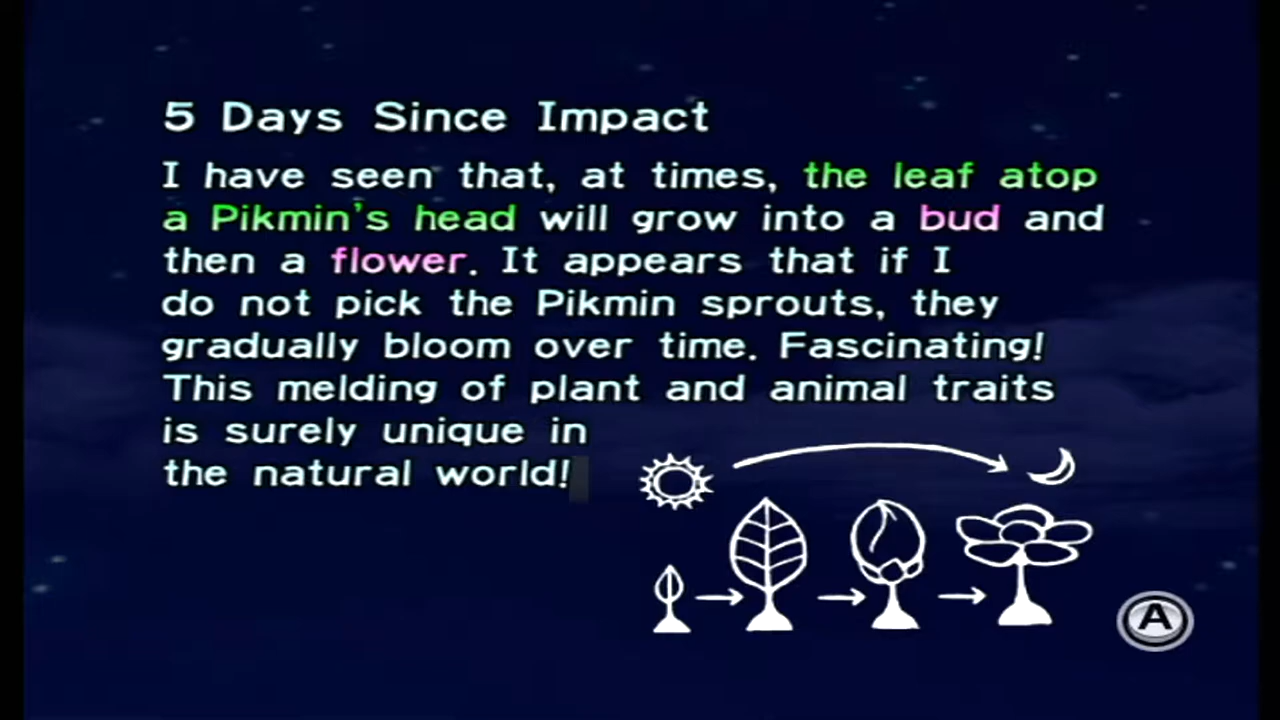 5 Days Since Impact
I have seen that, at times, the leaf atop
a Pikmin's head will grow into a bud and
then a flower. It appears that if I
do not pick the Pikmin sprouts, they
gradually bloom over time. Fascinating!
This melding of plant and animal traits
is surely unique in
the natural world!
A